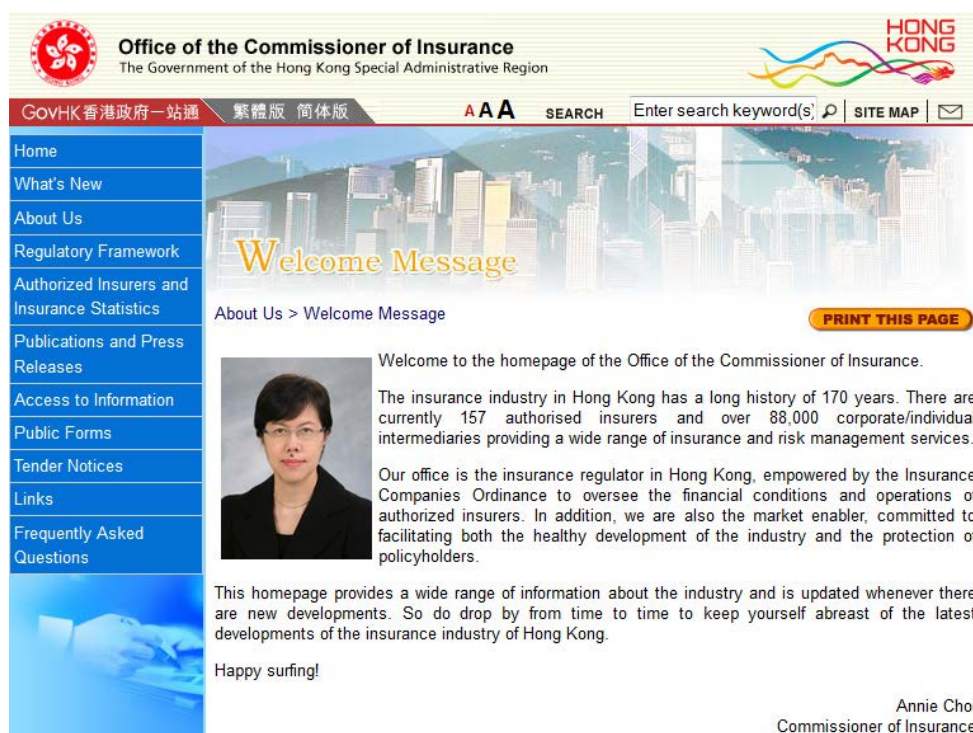 Office of the Commissioner of Insurance
The Government of the Hong Kong Special Administrative Region
HONG
KONG
GovHK香港政府一站通
繁體版 简体版
A A A
SEARCH
Enter search keyword(s)
SITE MAP
Home
What's New
About Us
Regulatory Framework
Authorized Insurers and
Insurance Statistics
Publications and Press
Releases
Access to Information
Public Forms
Tender Notices
Links
Frequently Asked
Questions
Welcome Message
About Us > Welcome Message
PRINT THIS PAGE
Welcome to the homepage of the Office of the Commissioner of Insurance.
The insurance industry in Hong Kong has a long history of 170 years. There are
currently 157 authorised insurers and over 88,000 corporate/individual
intermediaries providing a wide range of insurance and risk management services.
Our office is the insurance regulator in Hong Kong, empowered by the Insurance
Companies Ordinance to oversee the financial conditions and operations of
authorized insurers. In addition, we are also the market enabler, committed to
facilitating both the healthy development of the industry and the protection of
policyholders.
This homepage provides a wide range of information about the industry and is updated whenever there
are new developments. So do drop by from time to time to keep yourself abreast of the latest
developments of the insurance industry of Hong Kong.
Happy surfing!
Annie Choi
Commissioner of Insurance